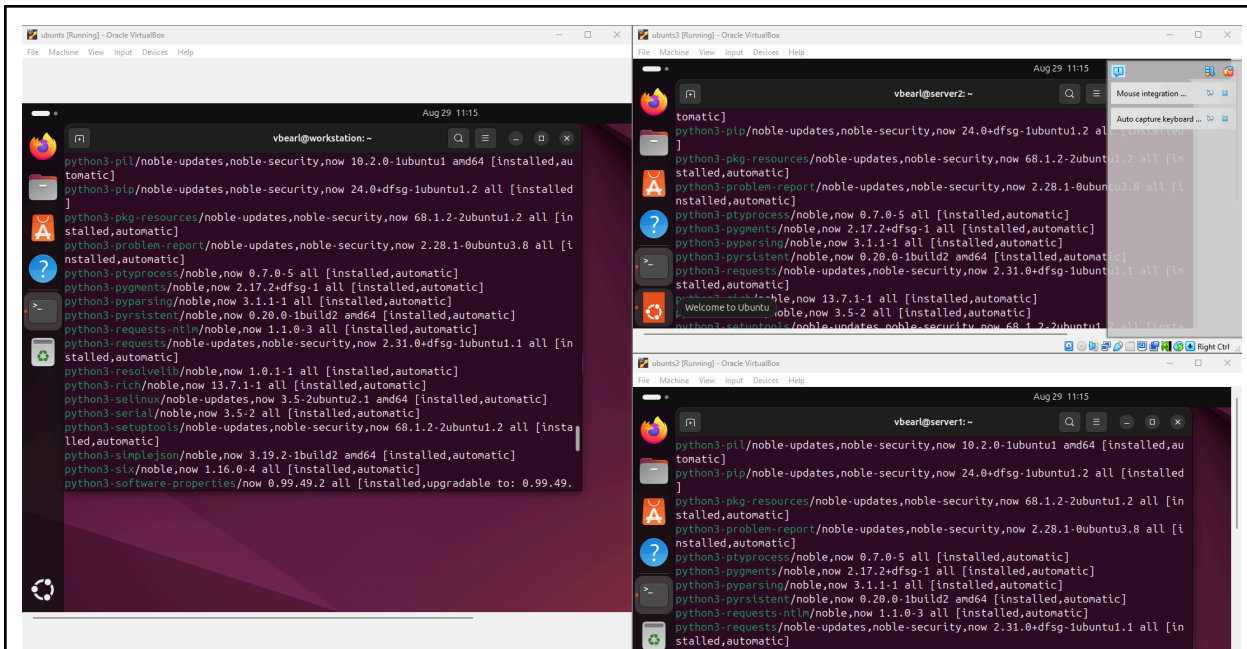 ubunts [Running] - Oracle VirtualBox
File Machine View Input Devices Help
Aug 29 11:15
vbearl@workstation: ~
python3-pil/noble-updates,noble-security,now 10.2.0-1ubuntu1 amd64 [installed,au
tomatic]
python3-pip/noble-updates,noble-security,now 24.0+dfsg-1ubuntu1.2 all [installed
]
python3-pkg-resources/noble-updates,noble-security,now 68.1.2-2ubuntu1.2 all [in
stalled,automatic]
python3-problem-report/noble-updates,noble-security,now 2.28.1-0ubuntu3.8 all [i
nstalled,automatic]
python3-ptyprocess/noble,now 0.7.0-5 all [installed,automatic]
python3-pygments/noble,now 2.17.2+dfsg-1 all [installed,automatic]
python3-pyparsing/noble,now 3.1.1-1 all [installed,automatic]
python3-pyrsistent/noble,now 0.20.0-1build2 amd64 [installed,automatic]
python3-requests-ntlm/noble,now 1.1.0-3 all [installed,automatic]
python3-requests/noble-updates,noble-security,now 2.31.0+dfsg-1ubuntu1.1 all [in
stalled,automatic]
python3-resolvelib/noble,now 1.0.1-1 all [installed,automatic]
python3-rich/noble,now 13.7.1-1 all [installed,automatic]
python3-selinux/noble,now 3.5-2ubuntu2.1 amd64 [installed,automatic]
python3-serial/noble,now 3.5-2 all [installed,automatic]
python3-setuptools/noble-updates,noble-security,now 68.1.2-2ubuntu1.2 all [insta
lled,automatic]
python3-simplejson/noble,now 3.19.2-1build2 amd64 [installed,automatic]
python3-six/noble,now 1.16.0-4 all [installed,automatic]
python3-software-properties/now 0.99.49.2 all [installed,upgradable to: 0.99.49.
ubunts3 [Running] - Oracle VirtualBox
File Machine View Input Devices Help
Aug 29 11:15
vbearl@server2: ~
Mouse integration ...
Auto capture keyboard ...
tomatic]
python3-pip/noble-updates,noble-security,now 24.0+dfsg-1ubuntu1.2 all [installed
]
python3-pkg-resources/noble-updates,noble-security,now 68.1.2-2ubuntu1.2 all [in
stalled,automatic]
python3-problem-report/noble-updates,noble-security,now 2.28.1-0ubuntu3.8 all [i
nstalled,automatic]
python3-ptyprocess/noble,now 0.7.0-5 all [installed,automatic]
python3-pygments/noble,now 2.17.2+dfsg-1 all [installed,automatic]
python3-pyparsing/noble,now 3.1.1-1 all [installed,automatic]
python3-pyrsistent/noble,now 0.20.0-1build2 amd64 [installed,automatic]
python3-requests/noble-updates,noble-security,now 2.31.0+dfsg-1ubuntu1.1 all [in
stalled,automatic]
noble,now 13.7.1-1 all [installed,automatic]
Welcome to Ubuntu
noble,now 3.5-2 all [installed,automatic]
python3-setuptools/noble-updates,noble-security,now 68.1.2-2ubuntu1.2 all [insta
Right Ctrl
ubunts2 [Running] - Oracle VirtualBox
File Machine View Input Devices Help
Aug 29 11:15
vbearl@server1: ~
python3-pil/noble-updates,noble-security,now 10.2.0-1ubuntu1 amd64 [installed,au
tomatic]
python3-pip/noble-updates,noble-security,now 24.0+dfsg-1ubuntu1.2 all [installed
]
python3-pkg-resources/noble-updates,noble-security,now 68.1.2-2ubuntu1.2 all [in
stalled,automatic]
python3-problem-report/noble-updates,noble-security,now 2.28.1-0ubuntu3.8 all [i
nstalled,automatic]
python3-ptyprocess/noble,now 0.7.0-5 all [installed,automatic]
python3-pygments/noble,now 2.17.2+dfsg-1 all [installed,automatic]
python3-pyparsing/noble,now 3.1.1-1 all [installed,automatic]
python3-pyrsistent/noble,now 0.20.0-1build2 amd64 [installed,automatic]
python3-requests-ntlm/noble,now 1.1.0-3 all [installed,automatic]
python3-requests/noble-updates,noble-security,now 2.31.0+dfsg-1ubuntu1.1 all [in
stalled,automatic]